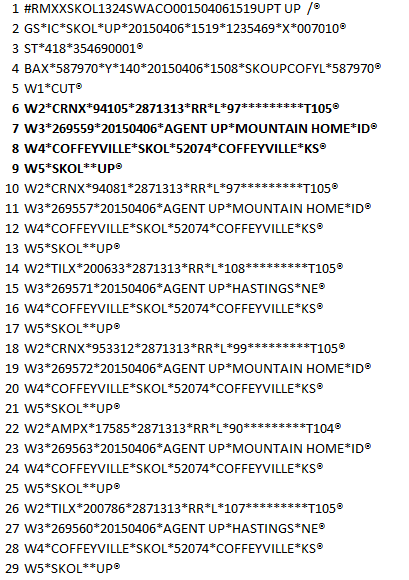 1 #RMXXSKOL1324SWACO001504061519UPT UP /®
2 GS*IC*SKOL*UP*20150406*1519*1235469*X*007010®
3 ST*418*354690001®
4 BAX*587970*Y*140*20150406*1508*SKOUPCOFYL*587970®
5 W1*CUT®
6 W2*CRNX*94105*2871313*RR*L*97*********T105®
7 W3*269559*20150406*AGENT UP*MOUNTAIN HOME*ID®
8 W4*COFFEYVILLE*SKOL*52074*COFFEYVILLE*KS®
9 W5*SKOL**UP®
10 W2*CRNX*94081*2871313*RR*L*97*********T105®
11 W3*269557*20150406*AGENT UP*MOUNTAIN HOME*ID®
12 W4*COFFEYVILLE*SKOL*52074*COFFEYVILLE*KS®
13 W5*SKOL**UP®
14 W2*TILX*200633*2871313*RR*L*108*********T105®
15 W3*269571*20150406*AGENT UP*HASTINGS*NE®
16 W4*COFFEYVILLE*SKOL*52074*COFFEYVILLE*KS®
17 W5*SKOL**UP®
18 W2*CRNX*953312*2871313*RR*L*99*********T105®
19 W3*269572*20150406*AGENT UP*MOUNTAIN HOME*ID®
20 W4*COFFEYVILLE*SKOL*52074*COFFEYVILLE*KS®
21 W5*SKOL**UP®
22 W2*AMPX*17585*2871313*RR*L*90*********T104®
23 W3*269563*20150406*AGENT UP*MOUNTAIN HOME*ID®
24 W4*COFFEYVILLE*SKOL*52074*COFFEYVILLE*KS®
25 W5*SKOL**UP®
26 W2*TILX*200786*2871313*RR*L*107*********T105®
27 W3*269560*20150406*AGENT UP*HASTINGS*NE®
28 W4*COFFEYVILLE*SKOL*52074*COFFEYVILLE*KS®
29 W5*SKOL**UP®